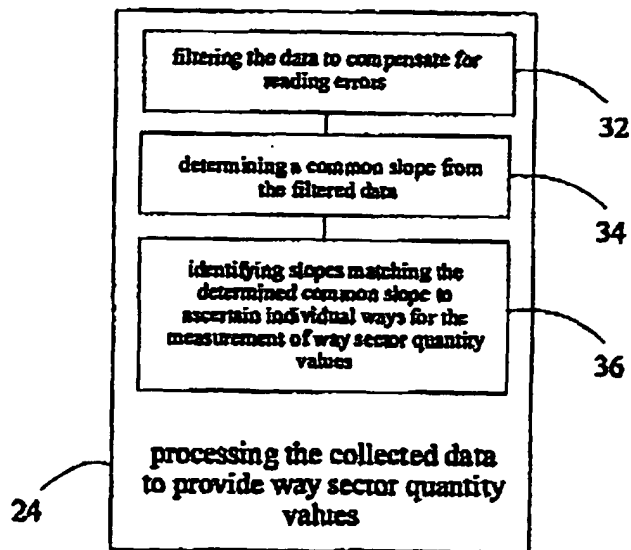 filtering the data to compensate for
reading errors
32
determining a common slope from
the filtered data
34
identifying slopes matching the
determined common slope to
ascertain individual ways for the
measurement of way sector quantity
values
36
processing the collected data
to provide way sector quantity
values
24